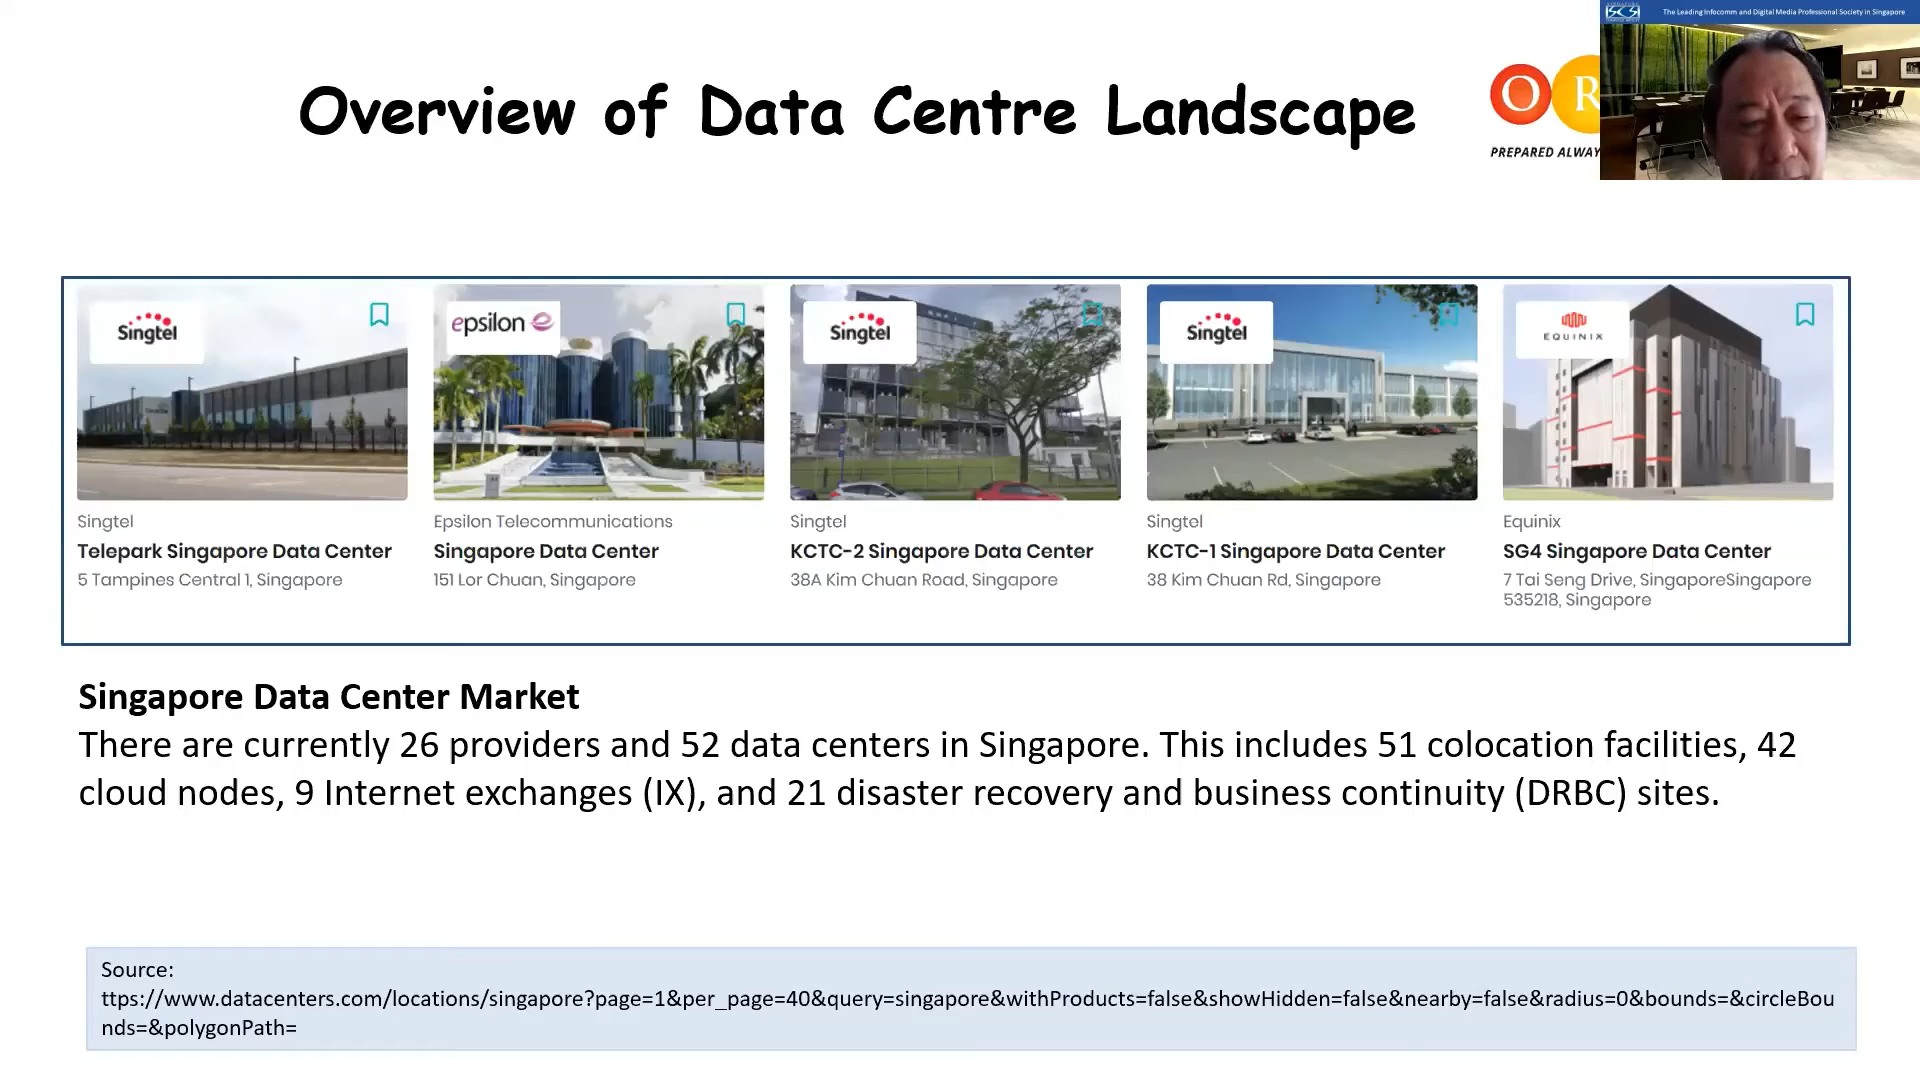 The Leading Infocomm and Digital Media Professional Society in Singapore
SCS
Overview of Data Centre Landscape
O R
PREPARED ALWAY
Singtel
epsilon
Singtel
Singtel
EQUINIX
Singtel
Telepark Singapore Data Center
5 Tampines Central 1, Singapore
Epsilon Telecommunications
Singapore Data Center
151 Lor Chuan, Singapore
Singtel
KCTC-2 Singapore Data Center
38A Kim Chuan Road, Singapore
Singtel
KCTC-1 Singapore Data Center
38 Kim Chuan Rd, Singapore
Equinix
SG4 Singapore Data Center
7 Tai Seng Drive, SingaporeSingapore
535218, Singapore
Singapore Data Center Market
There are currently 26 providers and 52 data centers in Singapore. This includes 51 colocation facilities, 42
cloud nodes, 9 Internet exchanges (IX), and 21 disaster recovery and business continuity (DRBC) sites.
Source:
ttps://www.datacenters.com/locations/singapore?page=1&per_page=40&query=singapore&withProducts=false&showHidden=false&nearby=false&radius=0&bounds=&circleBou
nds=&polygonPath=